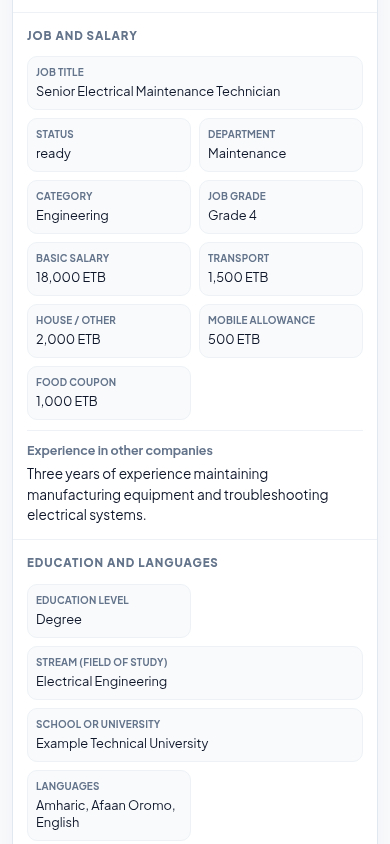 JOB AND SALARY
JOB TITLE
Senior Electrical Maintenance Technician
STATUS
ready
DEPARTMENT
Maintenance
CATEGORY
Engineering
JOB GRADE
Grade 4
BASIC SALARY
18,000 ETB
TRANSPORT
1,500 ETB
HOUSE / OTHER
2,000 ETB
MOBILE ALLOWANCE
500 ETB
FOOD COUPON
1,000 ETB
Experience in other companies
Three years of experience maintaining
manufacturing equipment and troubleshooting
electrical systems.
EDUCATION AND LANGUAGES
EDUCATION LEVEL
Degree
STREAM (FIELD OF STUDY)
Electrical Engineering
SCHOOL OR UNIVERSITY
Example Technical University
LANGUAGES
Amharic, Afaan Oromo,
English